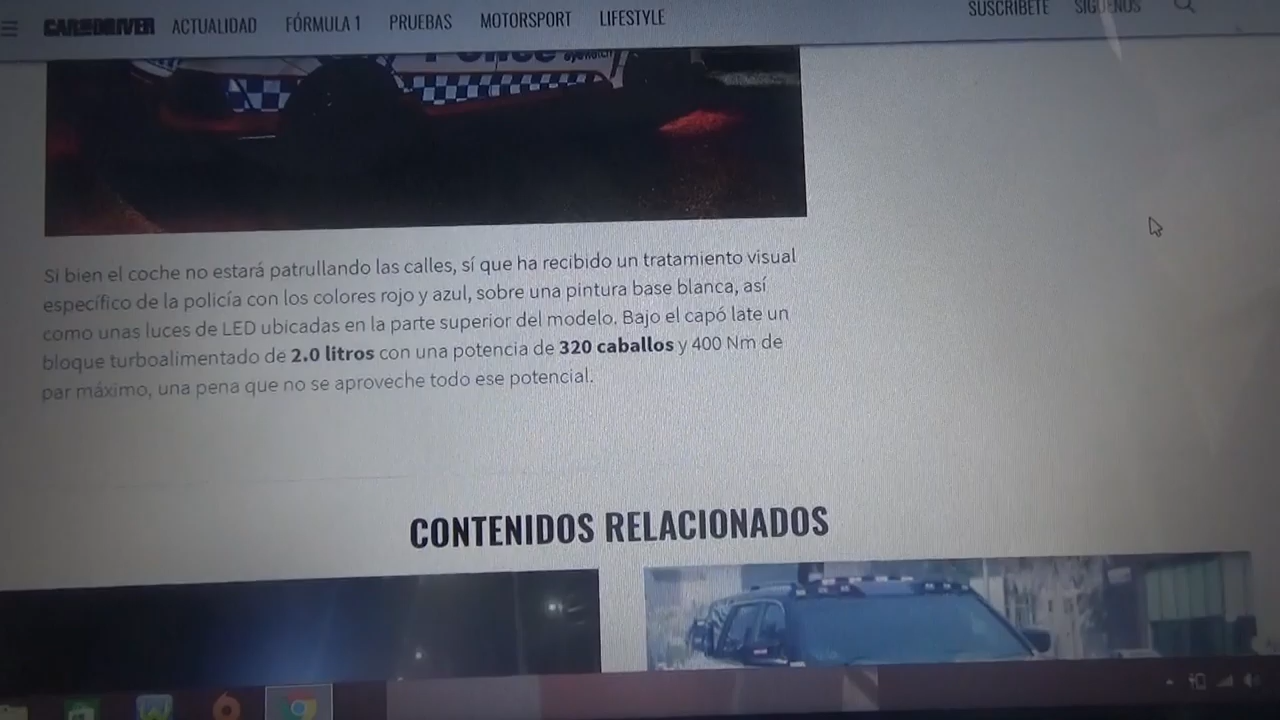 CAR AND DRIVER ACTUALIDAD FÓRMULA 1 PRUEBAS MOTORSPORT LIFESTYLE SUSCRÍBETE SÍGUENOS
Si bien el coche no estará patrullando las calles, sí que ha recibido un tratamiento visual
específico de la policía con los colores rojo y azul, sobre una pintura base blanca, así
como unas luces de LED ubicadas en la parte superior del modelo. Bajo el capó late un
bloque turboalimentado de 2.0 litros con una potencia de 320 caballos y 400 Nm de
par máximo, una pena que no se aproveche todo ese potencial.
CONTENIDOS RELACIONADOS